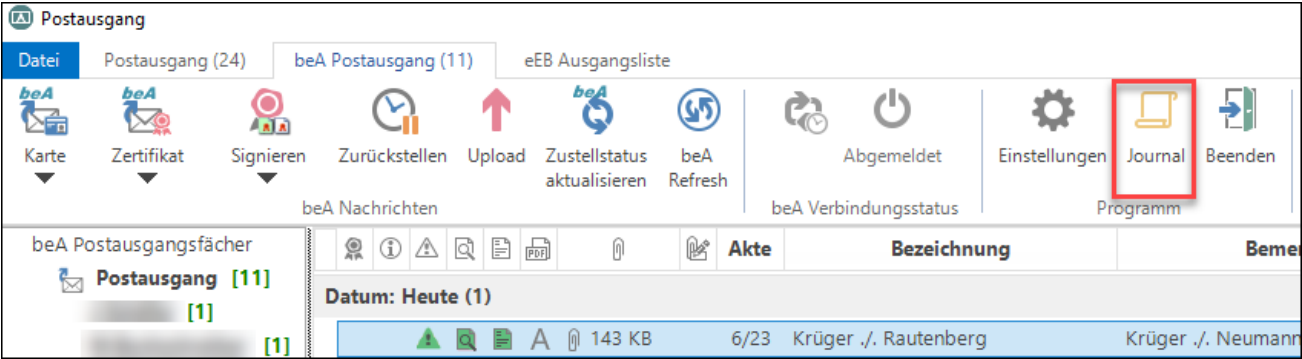 Postausgang
Datei Postausgang (24) beA Postausgang (11) eEB Ausgangsliste
beA beA beA
Karte Zertifikat Signieren Zurückstellen Upload Zustellstatus aktualisieren beA Refresh Abgemeldet Einstellungen Journal Beenden
beA Nachrichten beA Verbindungsstatus Programm
beA Postausgangsfächer PDF Akte Bezeichnung Bemer
Postausgang [11]
Datum: Heute (1)
[1]
A 143 KB 6/23 Krüger ./. Rautenberg Krüger ./. Neumann
[1]